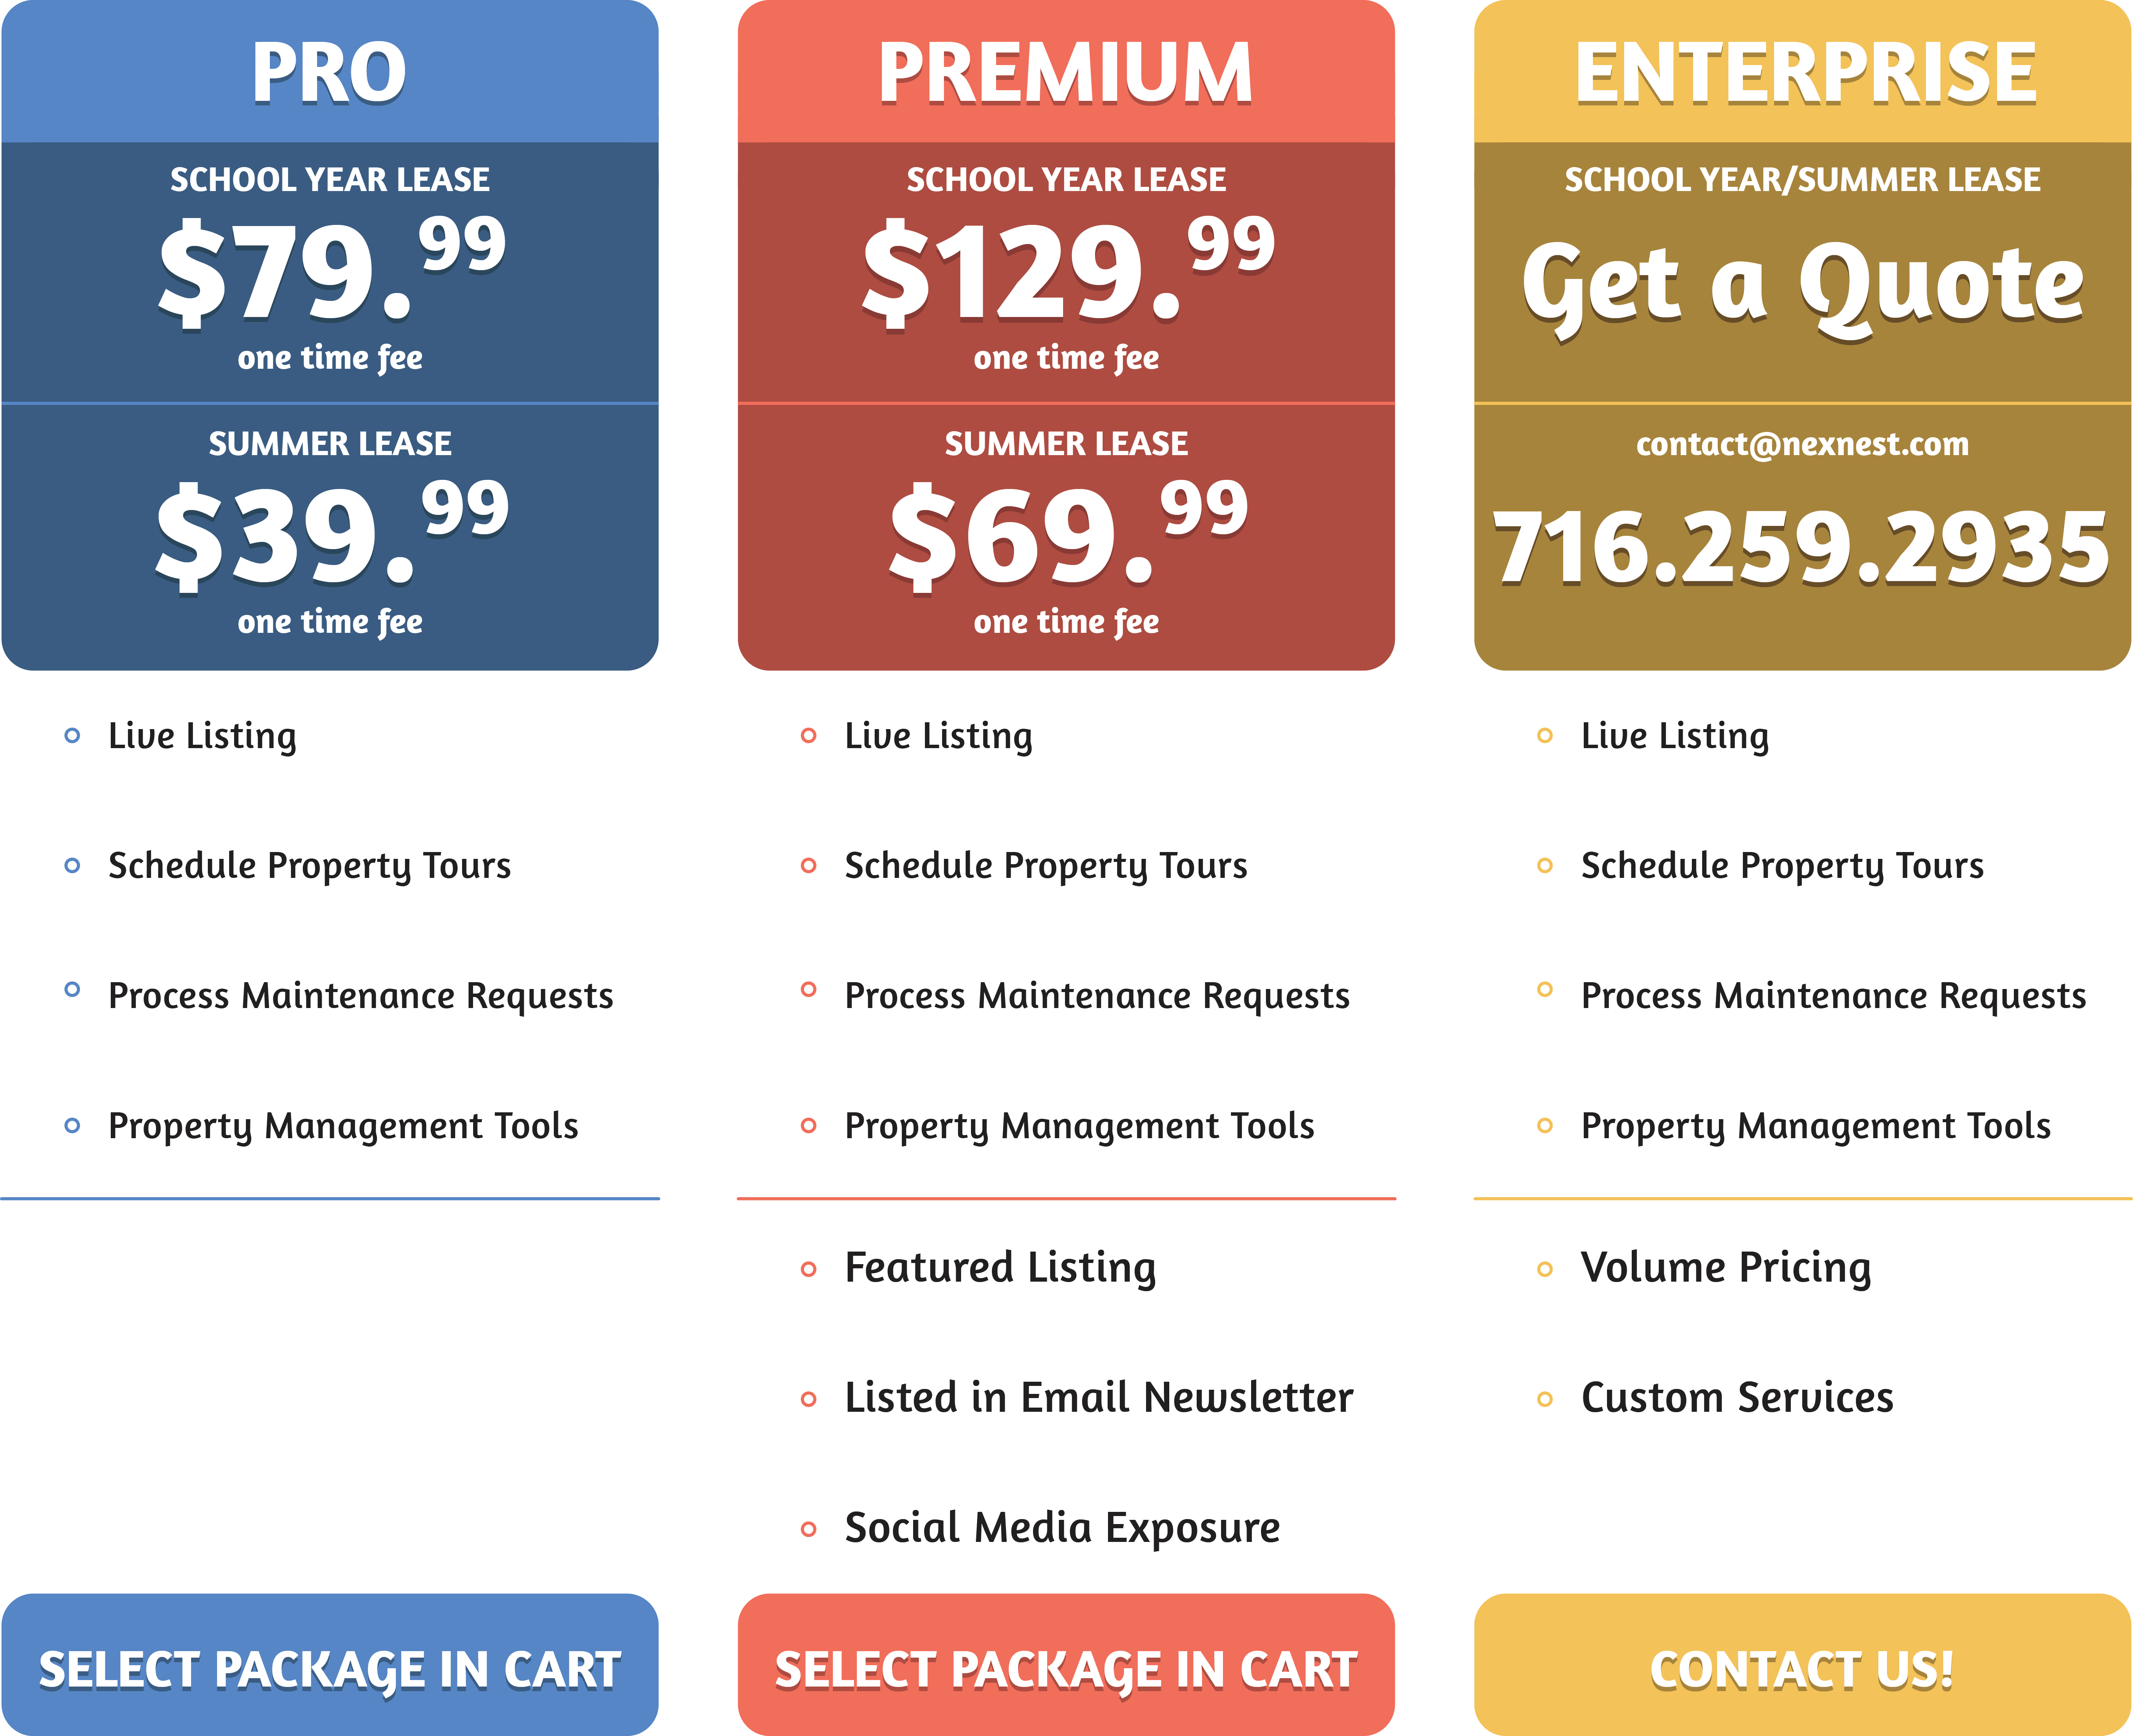 PRO
SCHOOL YEAR LEASE
$79.99
one time fee
SUMMER LEASE
$39.99
one time fee
Live Listing
Schedule Property Tours
Process Maintenance Requests
Property Management Tools
SELECT PACKAGE IN CART
PREMIUM
SCHOOL YEAR LEASE
$129.99
one time fee
SUMMER LEASE
$69.99
one time fee
Live Listing
Schedule Property Tours
Process Maintenance Requests
Property Management Tools
Featured Listing
Listed in Email Newsletter
Social Media Exposure
SELECT PACKAGE IN CART
ENTERPRISE
SCHOOL YEAR/SUMMER LEASE
Get a Quote
contact@nexnest.com
716.259.2935
Live Listing
Schedule Property Tours
Process Maintenance Requests
Property Management Tools
Volume Pricing
Custom Services
CONTACT US!